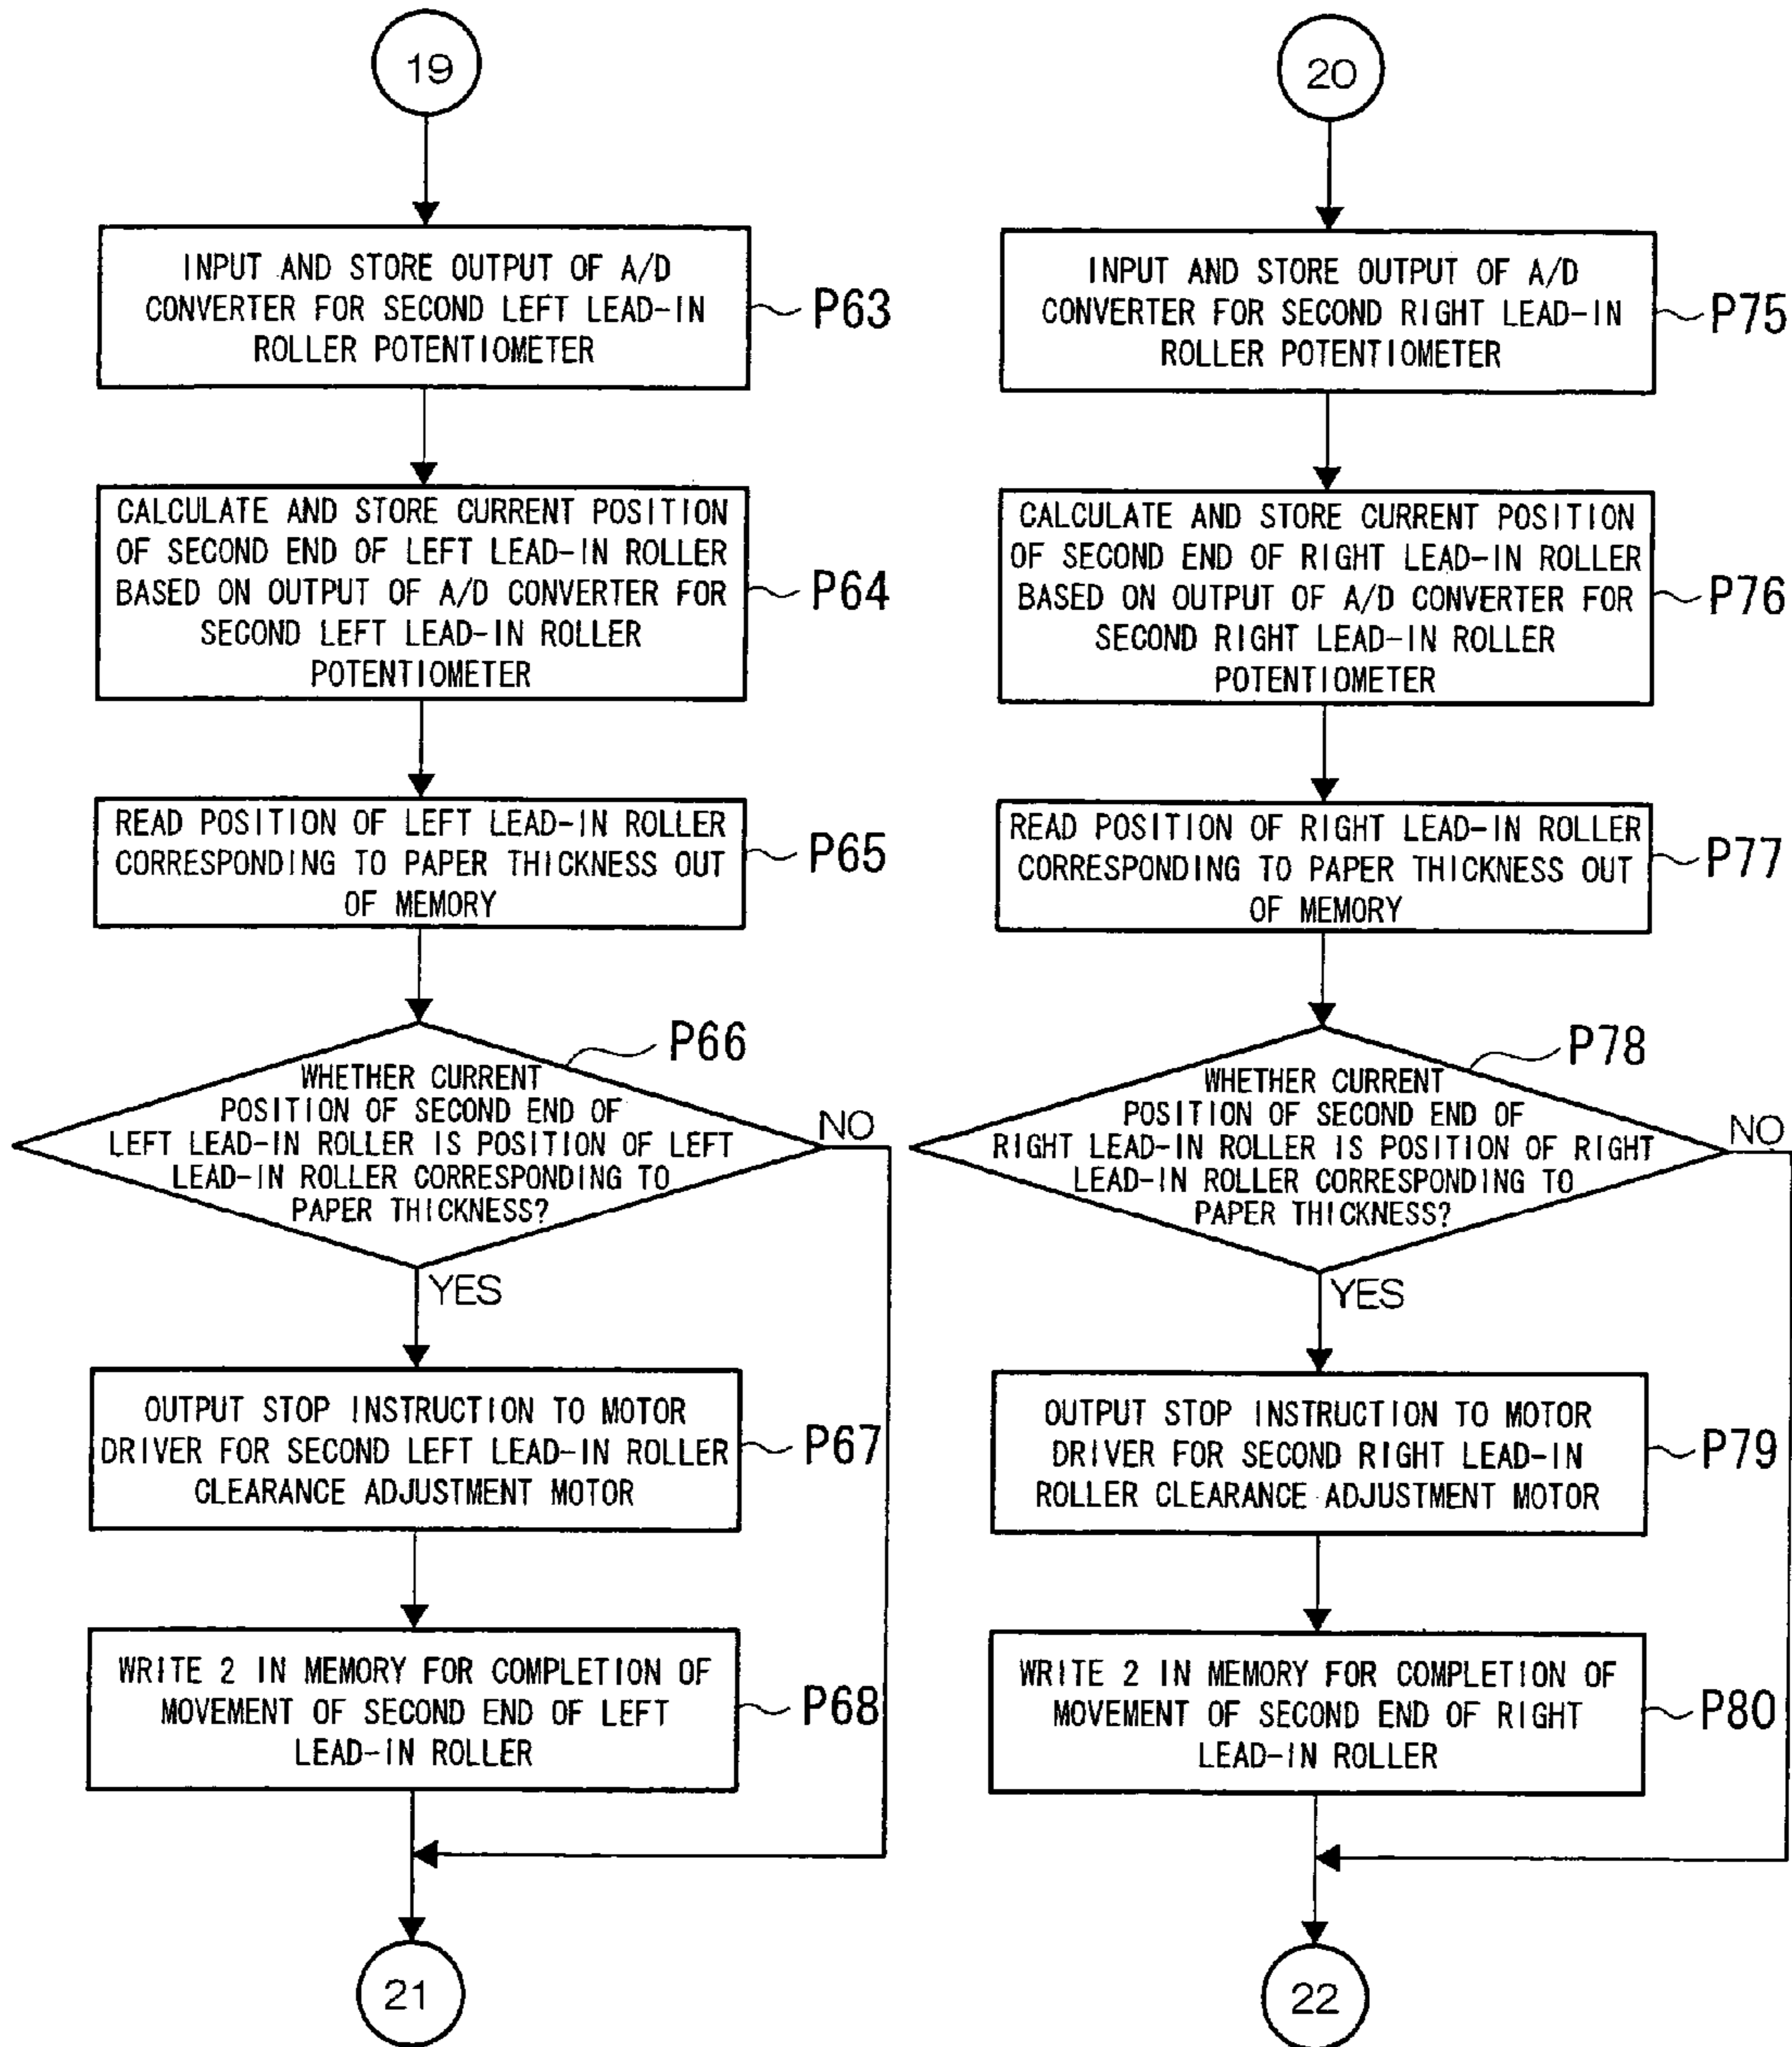 19
INPUT AND STORE OUTPUT OF A/D
CONVERTER FOR SECOND LEFT LEAD-IN
ROLLER POTENTIOMETER
P63
CALCULATE AND STORE CURRENT POSITION
OF SECOND END OF LEFT LEAD-IN ROLLER
BASED ON OUTPUT OF A/D CONVERTER FOR
SECOND LEFT LEAD-IN ROLLER
POTENTIOMETER
P64
READ POSITION OF LEFT LEAD-IN ROLLER
CORRESPONDING TO PAPER THICKNESS OUT
OF MEMORY
P65
P66
WHETHER CURRENT
POSITION OF SECOND END OF
LEFT LEAD-IN ROLLER IS POSITION OF LEFT
LEAD-IN ROLLER CORRESPONDING TO
PAPER THICKNESS?
NO
YES
OUTPUT STOP INSTRUCTION TO MOTOR
DRIVER FOR SECOND LEFT LEAD-IN ROLLER
CLEARANCE ADJUSTMENT MOTOR
P67
WRITE 2 IN MEMORY FOR COMPLETION OF
MOVEMENT OF SECOND END OF LEFT
LEAD-IN ROLLER
P68
21
20
INPUT AND STORE OUTPUT OF A/D
CONVERTER FOR SECOND RIGHT LEAD-IN
ROLLER POTENTIOMETER
P75
CALCULATE AND STORE CURRENT POSITION
OF SECOND END OF RIGHT LEAD-IN ROLLER
BASED ON OUTPUT OF A/D CONVERTER FOR
SECOND RIGHT LEAD-IN ROLLER
POTENTIOMETER
P76
READ POSITION OF RIGHT LEAD-IN ROLLER
CORRESPONDING TO PAPER THICKNESS OUT
OF MEMORY
P77
P78
WHETHER CURRENT
POSITION OF SECOND END OF
RIGHT LEAD-IN ROLLER IS POSITION OF RIGHT
LEAD-IN ROLLER CORRESPONDING TO
PAPER THICKNESS?
NO
YES
OUTPUT STOP INSTRUCTION TO MOTOR
DRIVER FOR SECOND RIGHT LEAD-IN
ROLLER CLEARANCE ADJUSTMENT MOTOR
P79
WRITE 2 IN MEMORY FOR COMPLETION OF
MOVEMENT OF SECOND END OF RIGHT
LEAD-IN ROLLER
P80
22